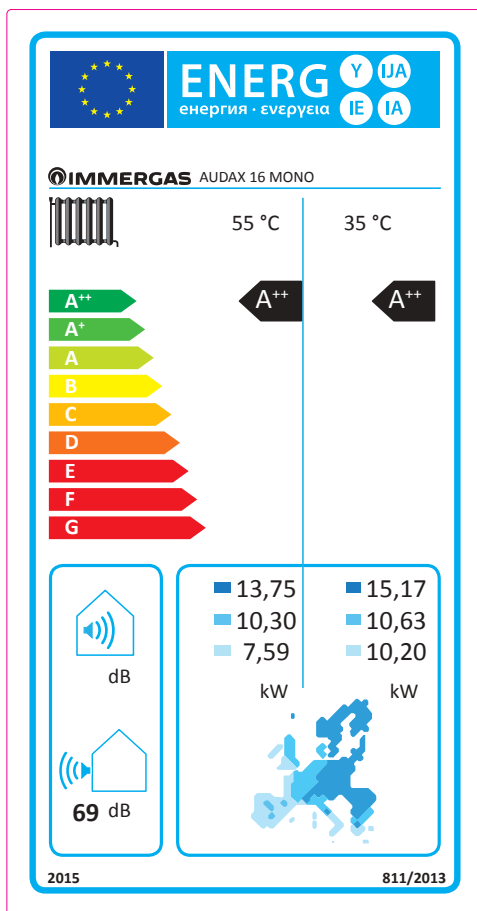 ENERG Y IJA
енергия · ενεργεια IE IA
IMMERGAS AUDAX 16 MONO
55 °C 35 °C
A⁺⁺ A⁺⁺ A⁺⁺
A⁺
A
B
C
D
E
F
G
13,75 15,17
10,30 10,63
7,59 10,20
kW kW
dB
69 dB
2015 811/2013